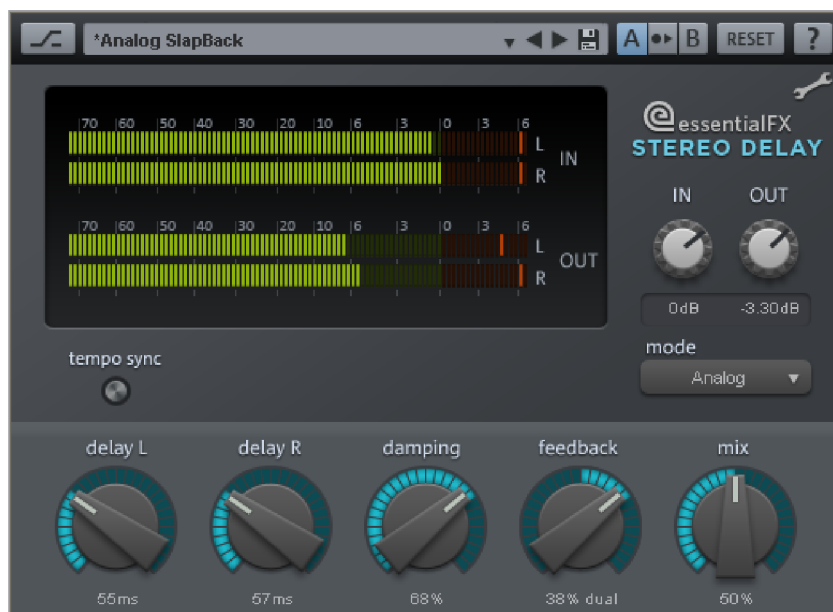 *Analog SlapBack A B RESET ?
essentialFX
STEREO DELAY
70 60 50 40 30 20 10 6 3 0 3 6
L
IN
R
70 60 50 40 30 20 10 6 3 0 3 6
L
OUT
R
IN OUT
0dB -3.30dB
mode
Analog
tempo sync
delay L delay R damping feedback mix
55ms 57ms 68% 38% dual 50%